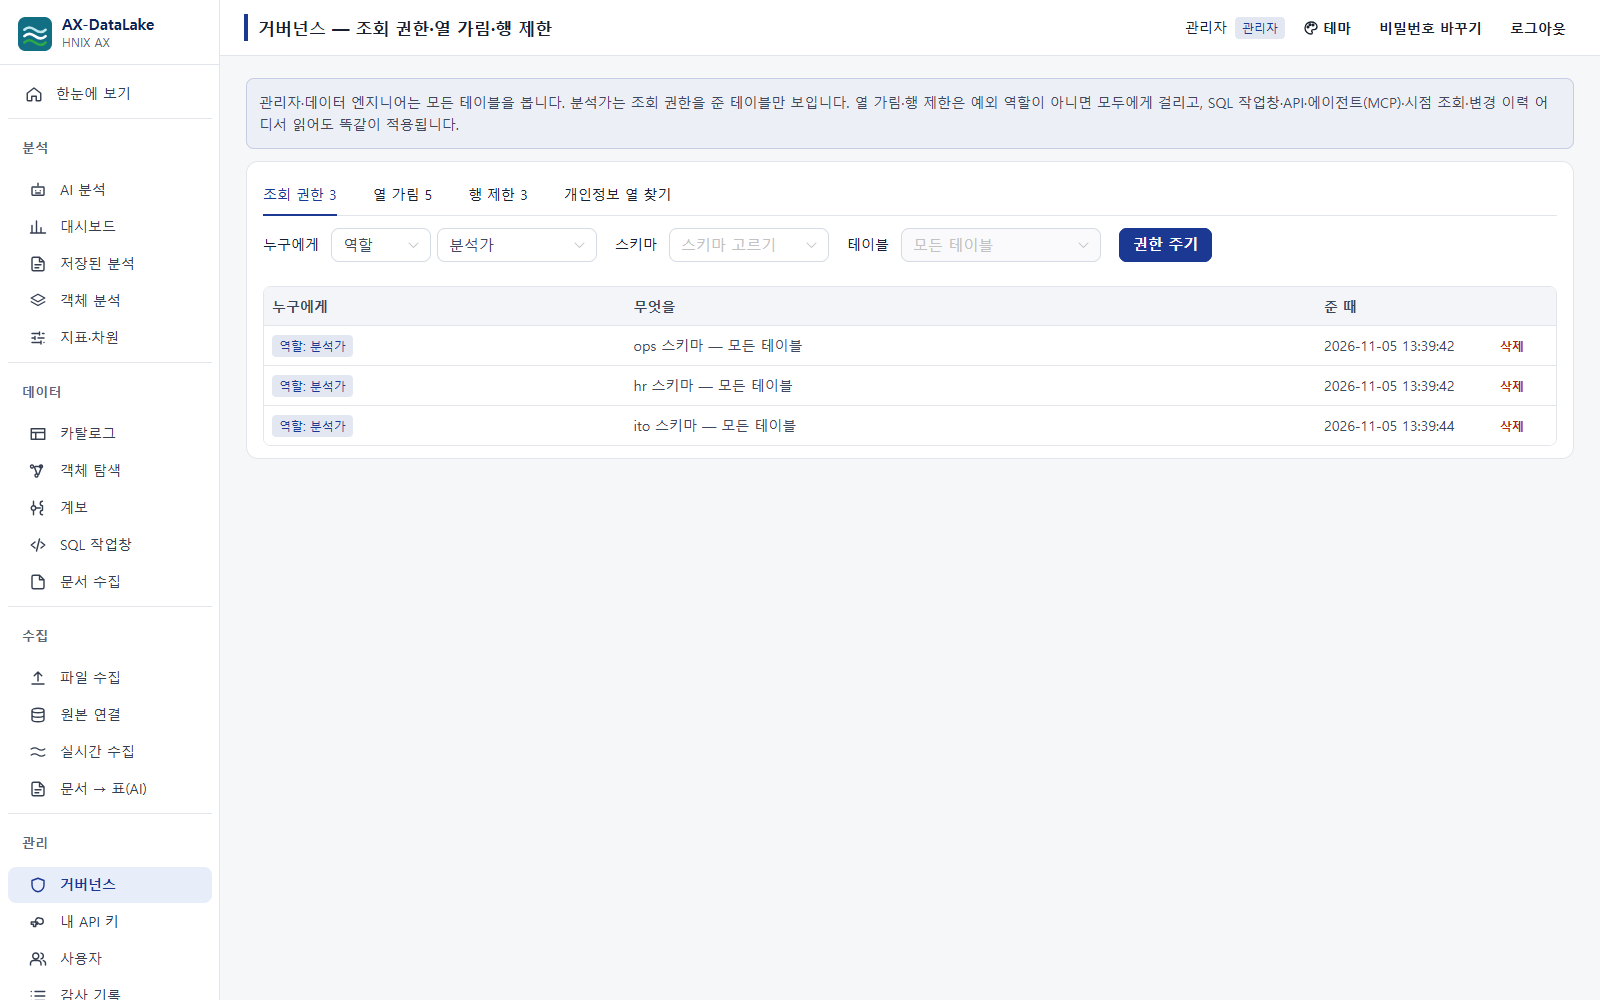 AX-DataLake
HNIX AX
한눈에 보기
분석
AI 분석
대시보드
저장된 분석
객체 분석
지표·차원
데이터
카탈로그
객체 탐색
계보
SQL 작업창
문서 수집
수집
파일 수집
원본 연결
실시간 수집
문서 → 표(AI)
관리
거버넌스
내 API 키
사용자
감사 기록
거버넌스 — 조회 권한·열 가림·행 제한
관리자 관리자 테마 비밀번호 바꾸기 로그아웃
관리자·데이터 엔지니어는 모든 테이블을 봅니다. 분석가는 조회 권한을 준 테이블만 보입니다. 열 가림·행 제한은 예외 역할이 아니면 모두에게 걸리고, SQL 작업창·API·에이전트(MCP)·시점 조회·변경 이력 어
디서 읽어도 똑같이 적용됩니다.
조회 권한 3 열 가림 5 행 제한 3 개인정보 열 찾기
누구에게 역할 분석가 스키마 스키마 고르기 테이블 모든 테이블 권한 주기
누구에게 무엇을 준 때
역할: 분석가 ops 스키마 — 모든 테이블 2026-11-05 13:39:42 삭제
역할: 분석가 hr 스키마 — 모든 테이블 2026-11-05 13:39:42 삭제
역할: 분석가 ito 스키마 — 모든 테이블 2026-11-05 13:39:44 삭제